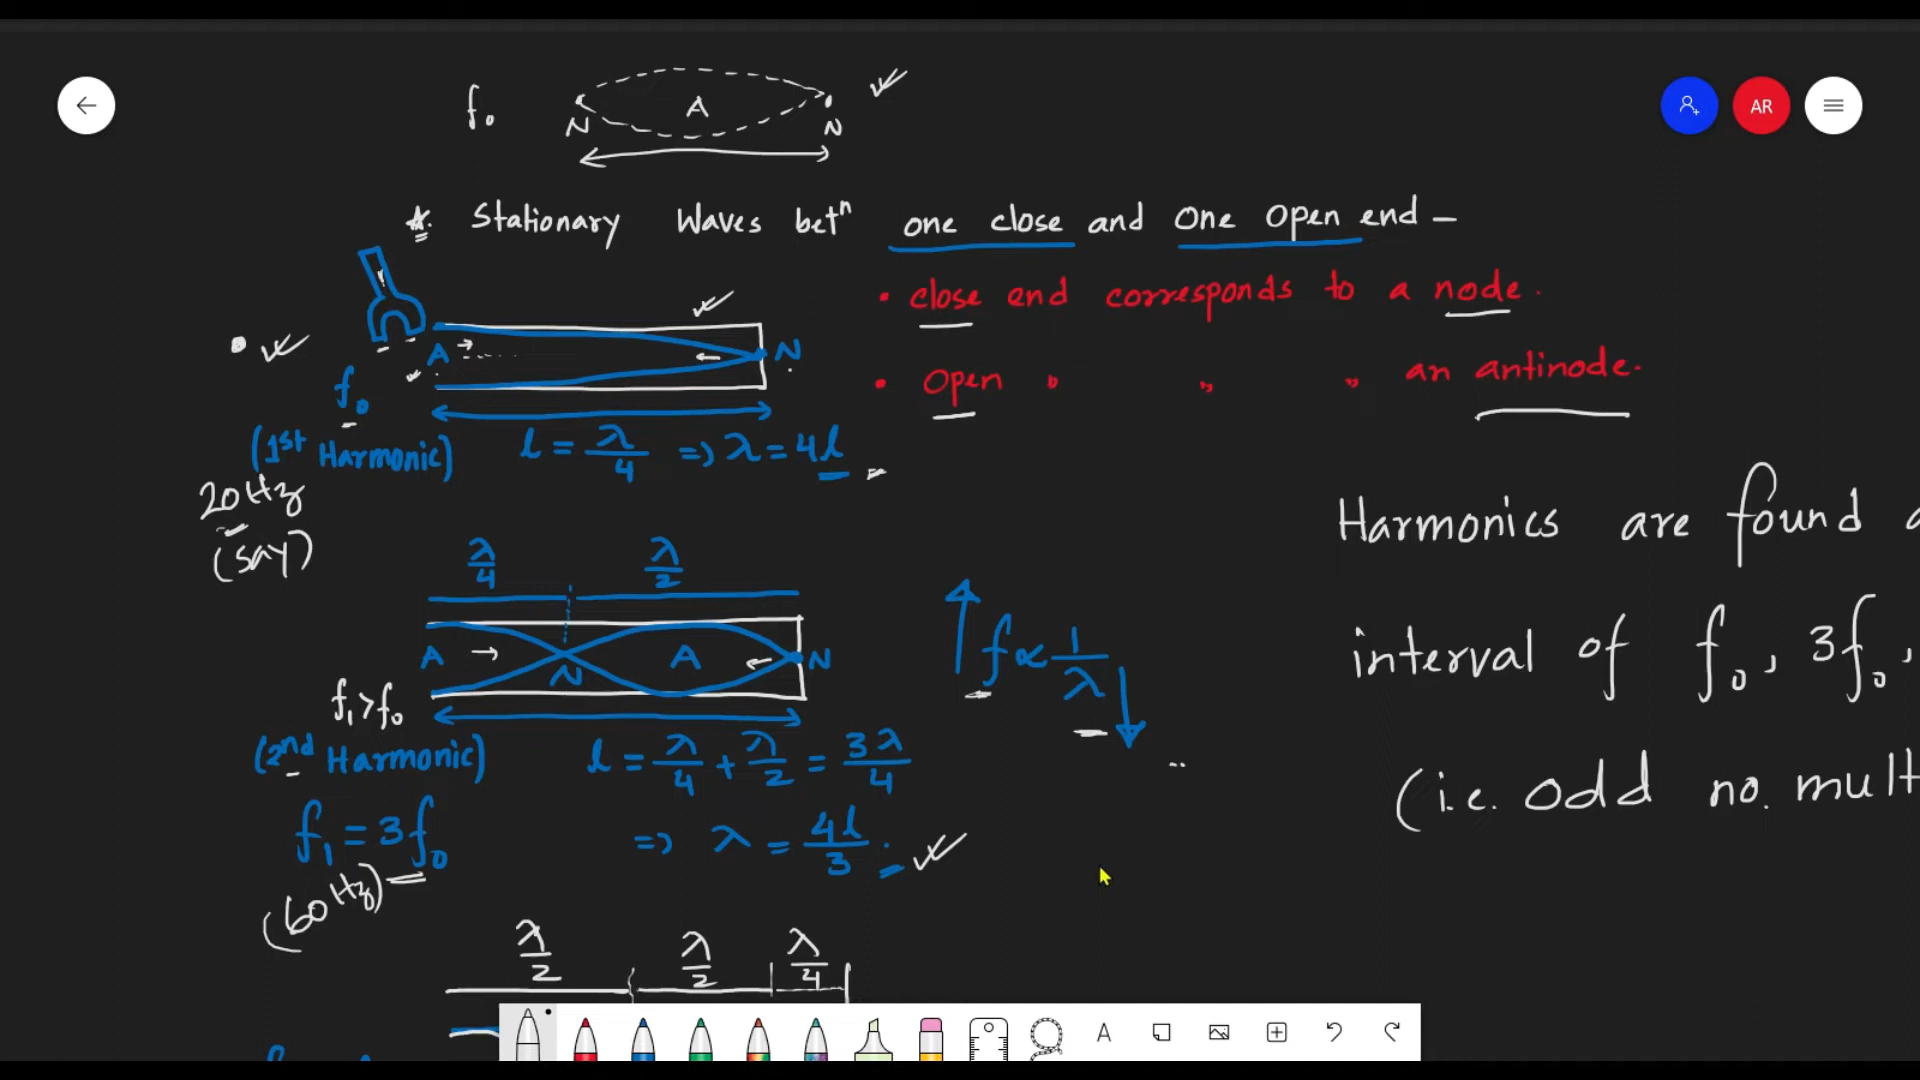 f₀ N A N
☆. Stationary Waves betⁿ one close and one open end -
• close end corresponds to a node.
• Open " " " an antinode.
A N
f₀
(1st Harmonic) l = λ/4 => λ = 4l
20Hz
(say)
λ/4 λ/2
A N A N
f₁>f₀
f ∝ 1/λ
(2nd Harmonic) l = λ/4 + λ/2 = 3λ/4
f₁ = 3f₀ => λ = 4l/3
(60Hz)
λ/2 λ/2 λ/4
Harmonics are found
interval of f₀, 3f₀,
(i.e. odd no. mult
AR
A